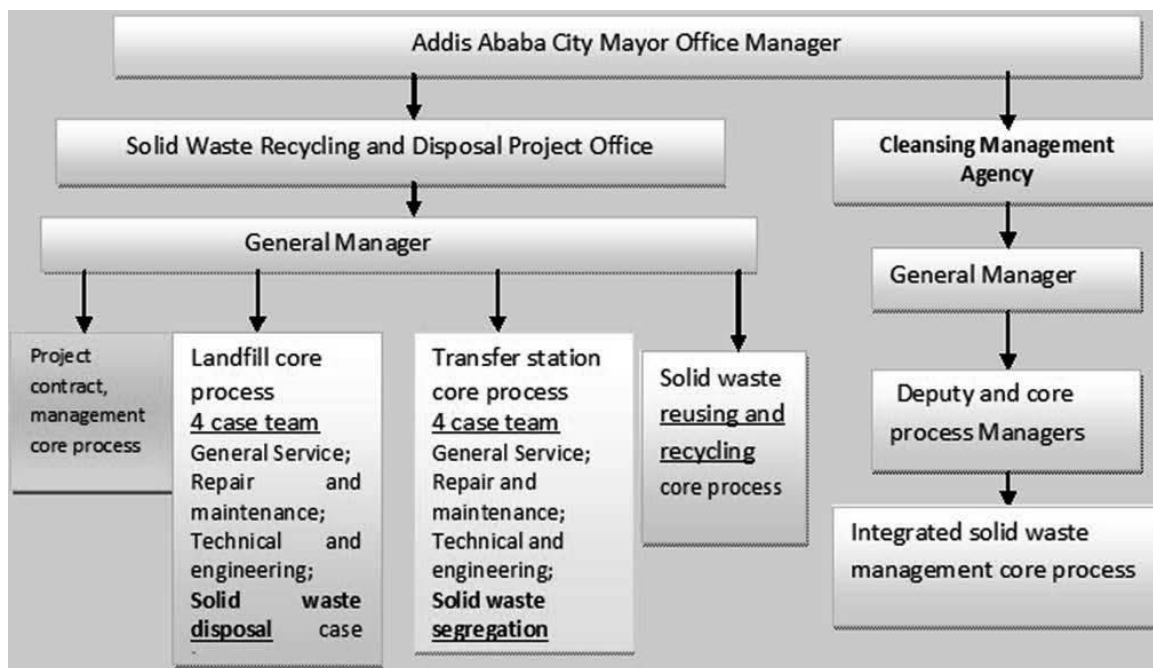 Addis Ababa City Mayor Office Manager
Solid Waste Recycling and Disposal Project Office
Cleansing Management
Agency
General Manager
General Manager
Project
contract,
management
core process
Landfill core
process
4 case team
General Service;
Repair and
maintenance;
Technical and
engineering;
Solid waste
disposal case
Transfer station
core process
4 case team
General Service;
Repair and
maintenance;
Technical and
engineering;
Solid waste
segregation
Solid waste
reusing and
recycling
core process
Deputy and core
process Managers
Integrated solid waste
management core process